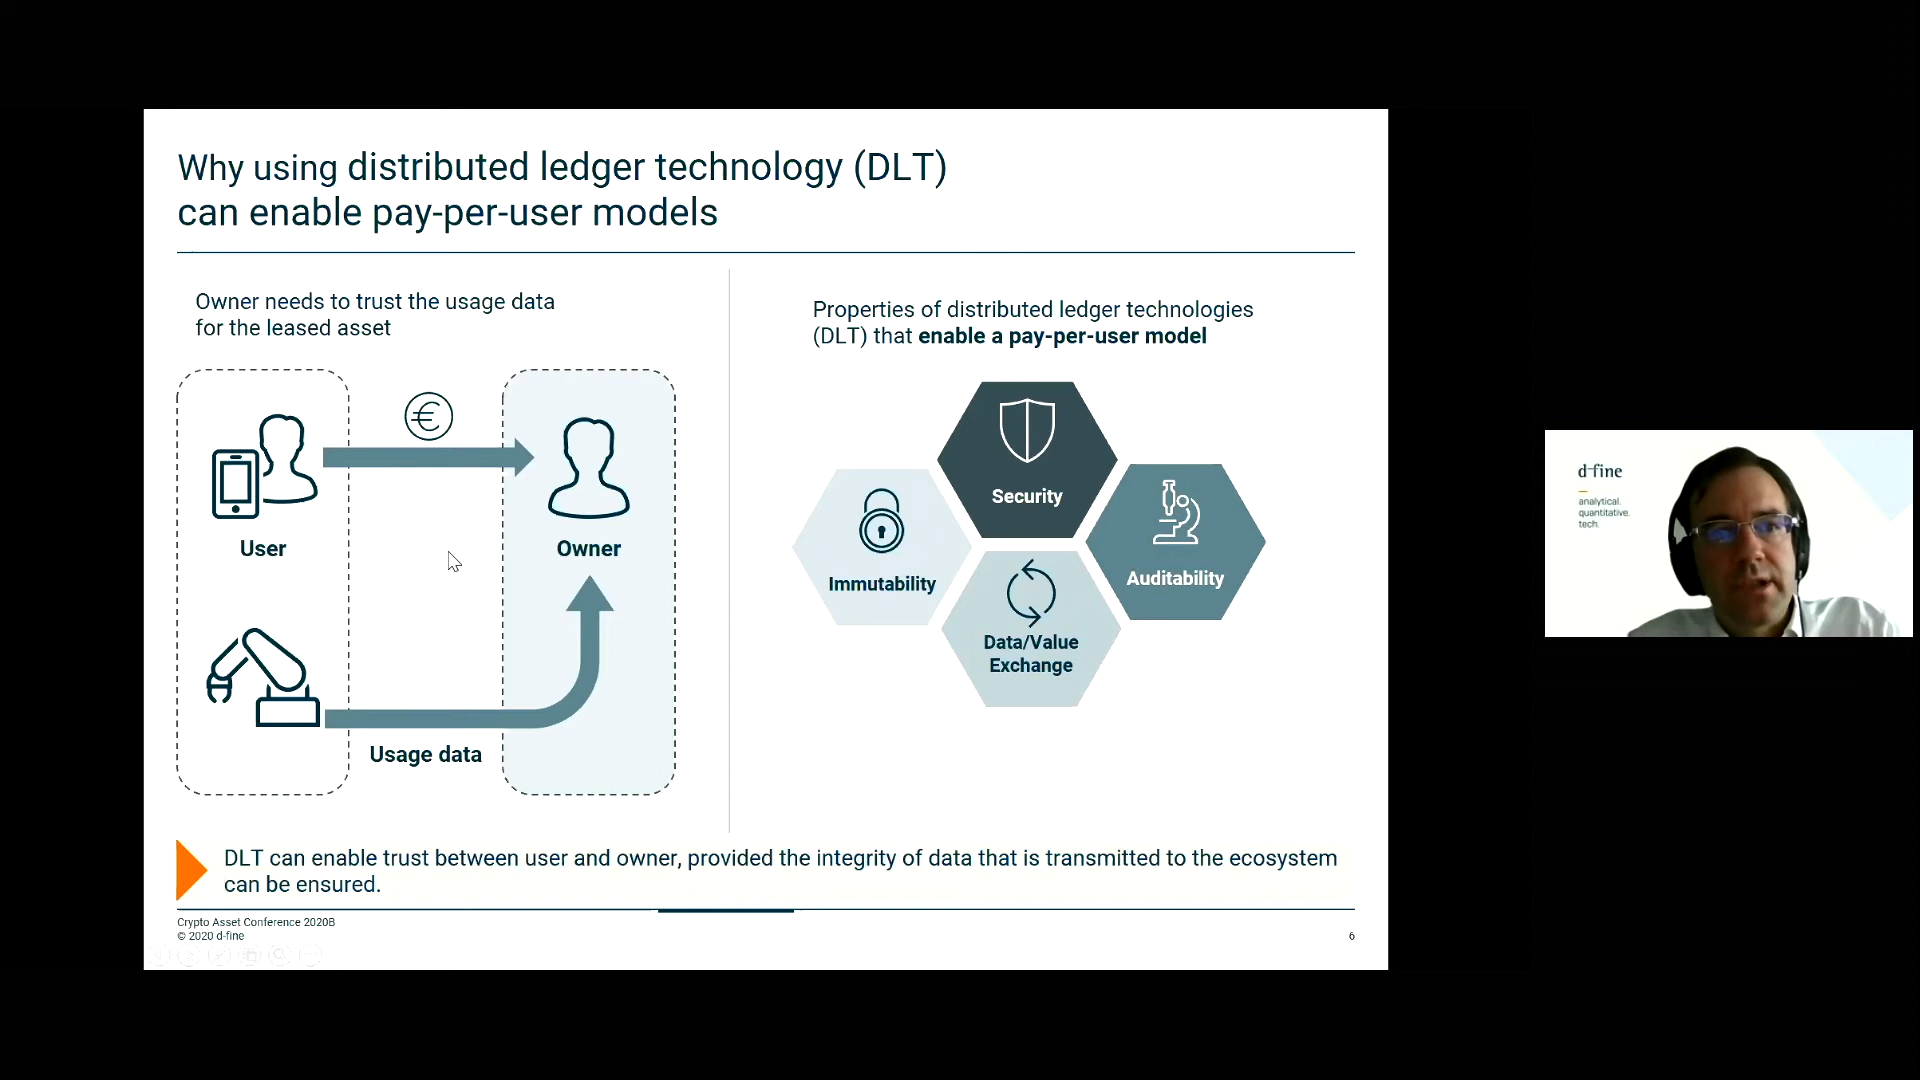 Why using distributed ledger technology (DLT)
can enable pay-per-user models
Owner needs to trust the usage data
for the leased asset
€
User
Owner
Usage data
Properties of distributed ledger technologies
(DLT) that enable a pay-per-user model
Security
Immutability
Auditability
Data/Value
Exchange
DLT can enable trust between user and owner, provided the integrity of data that is transmitted to the ecosystem
can be ensured.
Crypto Asset Conference 2020B
© 2020 d-fine
6
d-fine
analytical.
quantitative.
tech.